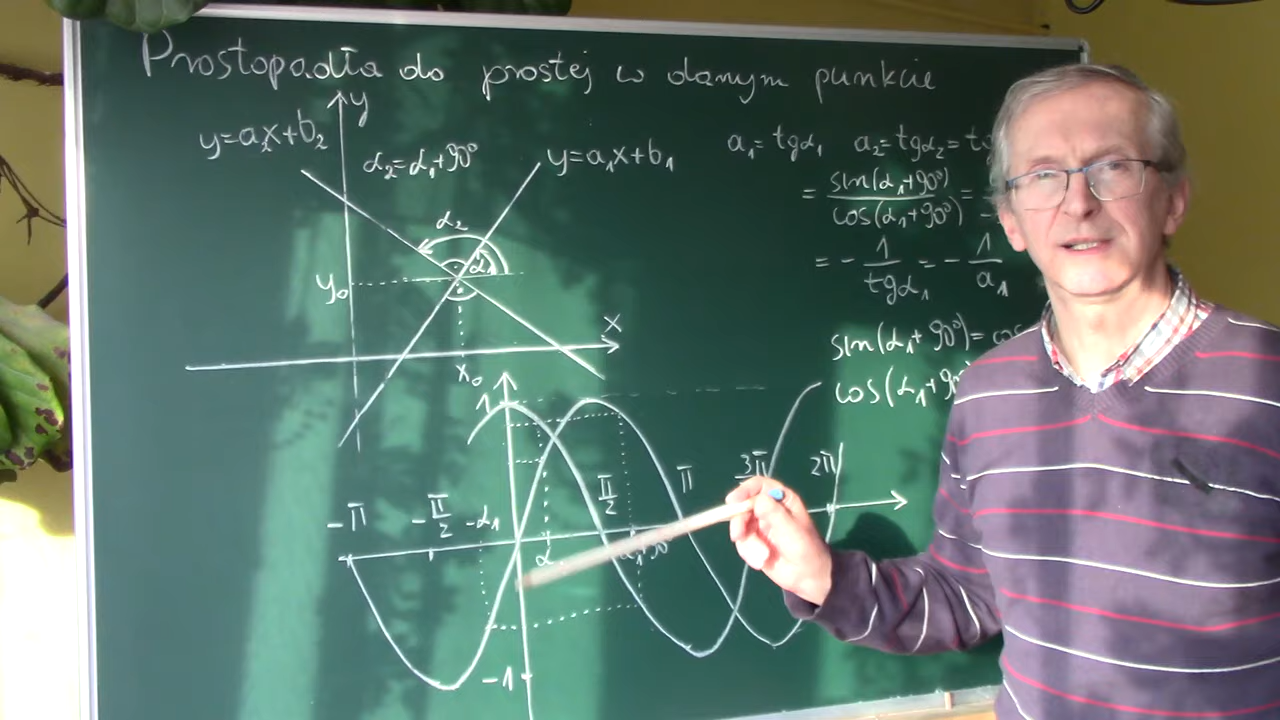 Prostopadła do prostej w danym punkcie
y
y=a₂x+b₂
α₂=α₁+90°
y=a₁x+b₁
α₂
α₁
y₀
x
x₀
a₁=tgα₁ a₂=tgα₂=
= sin(α₁+90°)/cos(α₁+90°) =
= - 1/tgα₁ = - 1/a₁
sin(α₁+90°)=
cos(α₁+
1
-π
-π/2
-α₁
π/2
π
3π
2π
-1